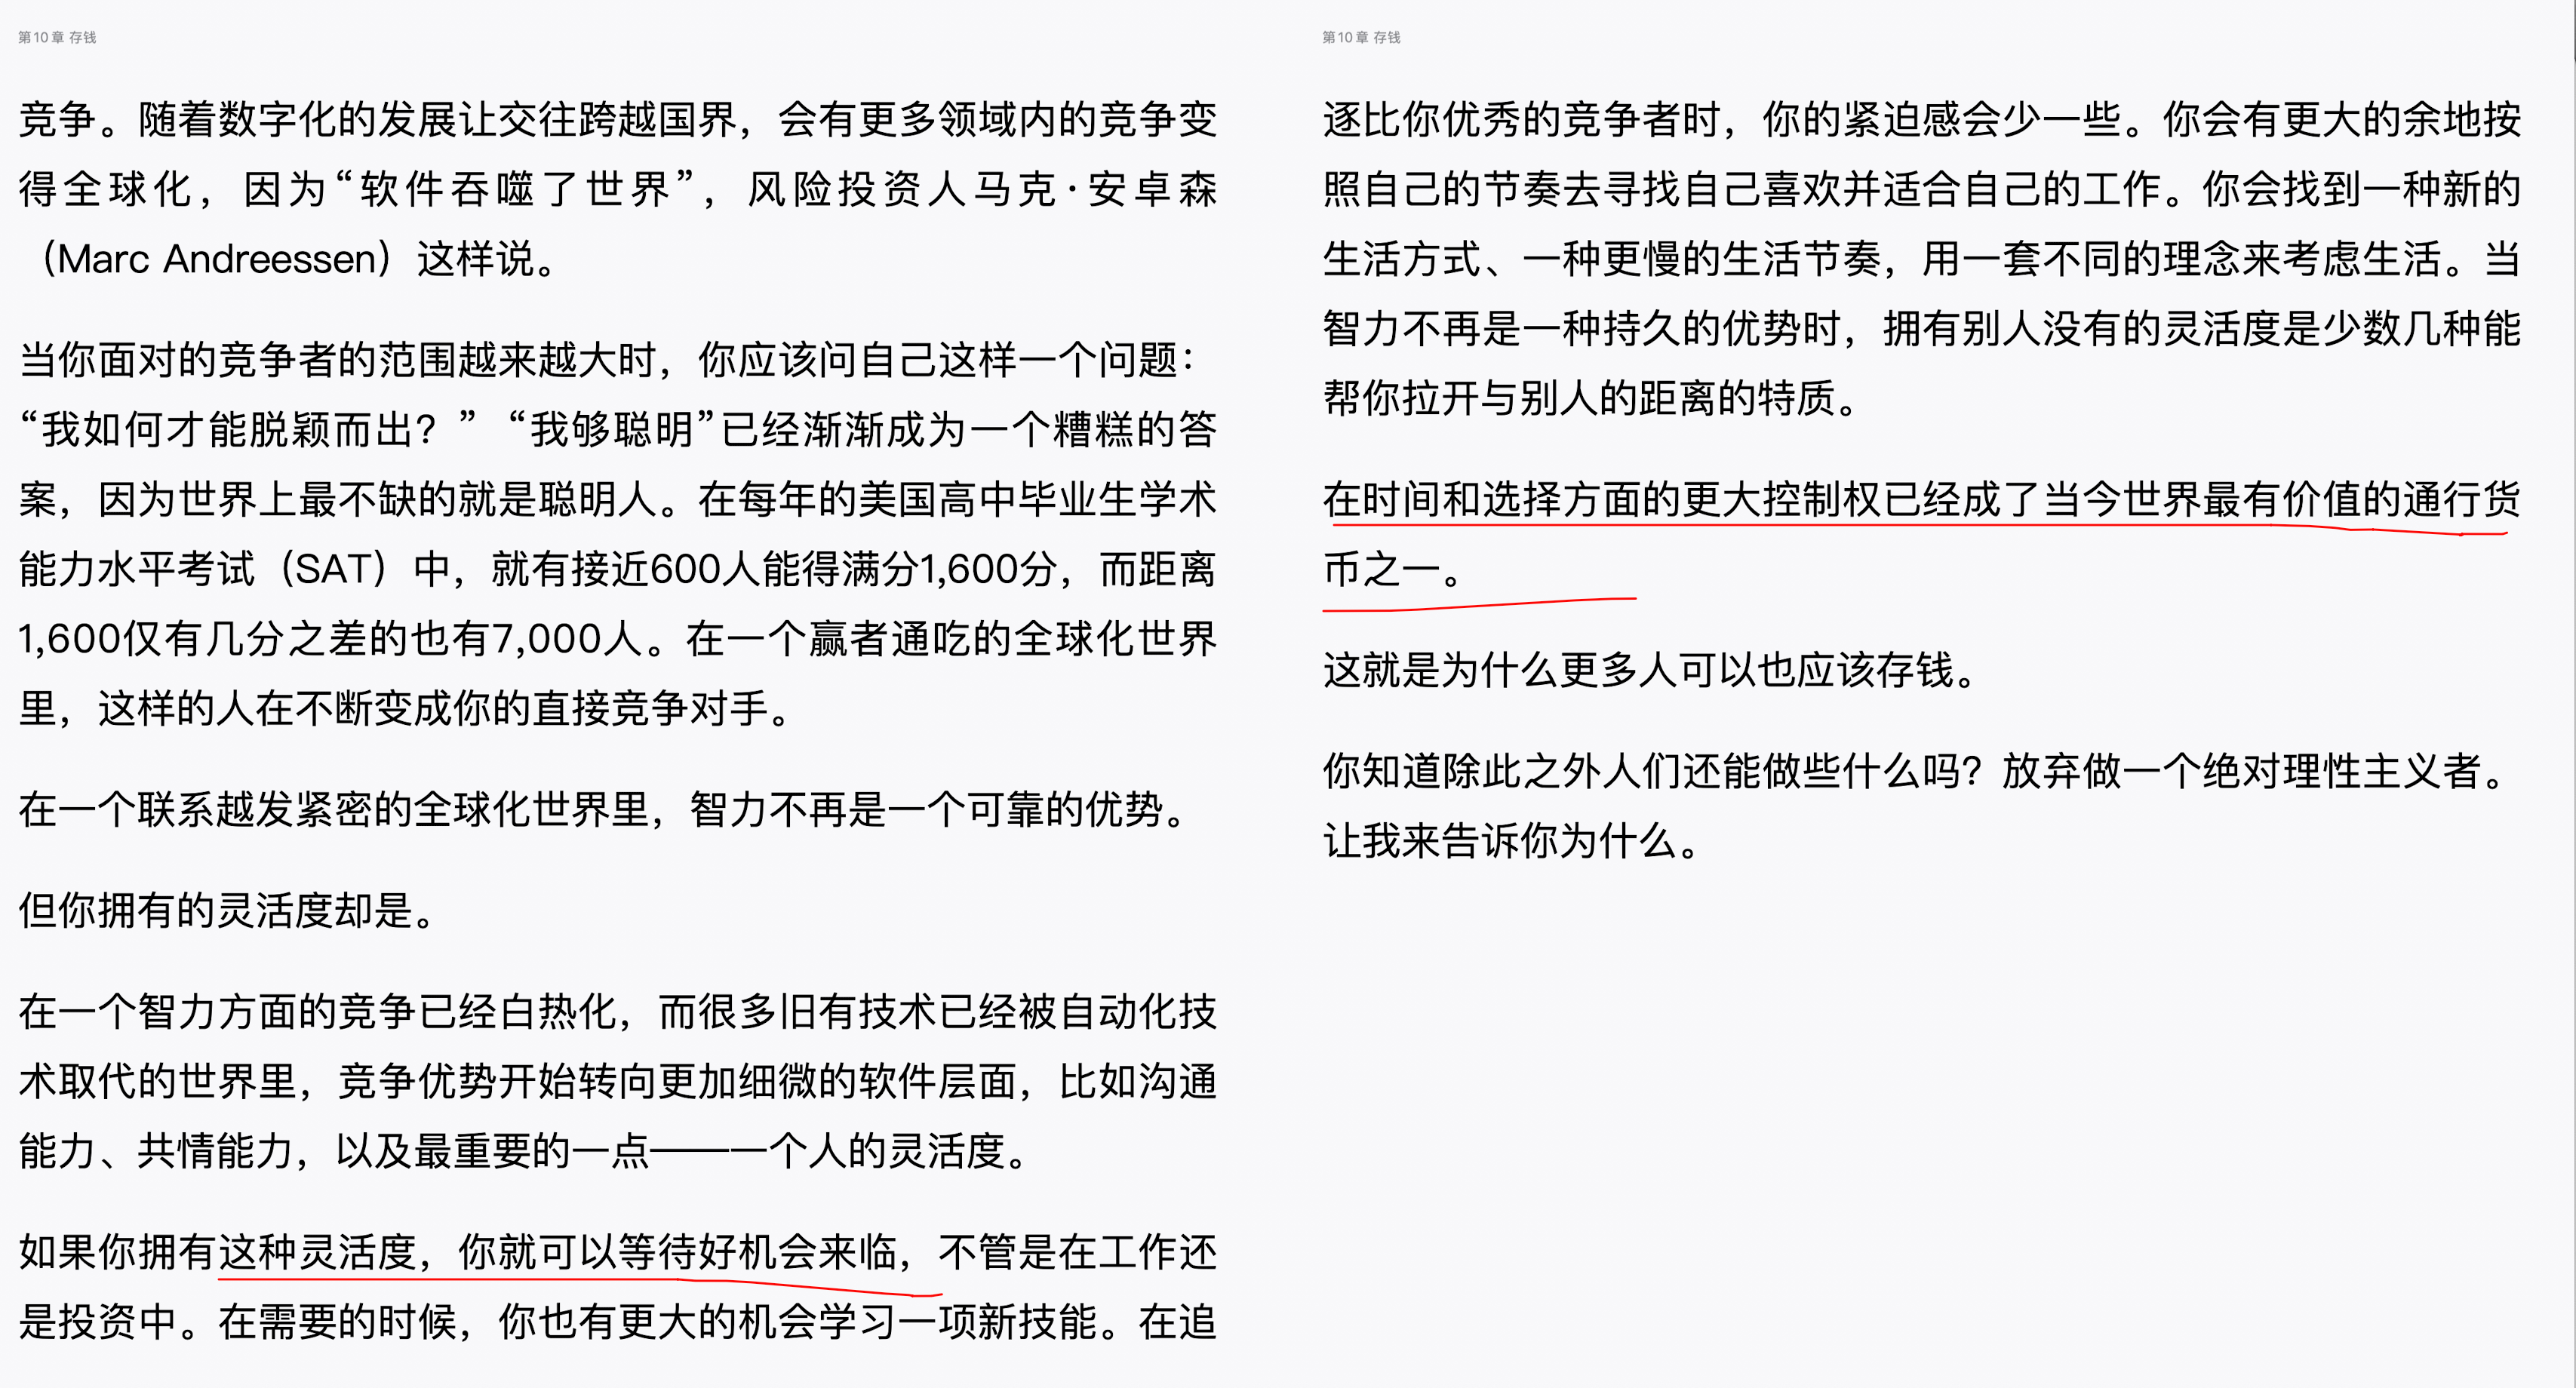 第10章 存钱
竞争。随着数字化的发展让交往跨越国界，会有更多领域内的竞争变
得全球化，因为“软件吞噬了世界”，风险投资人马克·安卓森
（Marc Andreessen）这样说。
当你面对的竞争者的范围越来越大时，你应该问自己这样一个问题：
“我如何才能脱颖而出？” “我够聪明”已经渐渐成为一个糟糕的答
案，因为世界上最不缺的就是聪明人。在每年的美国高中毕业生学术
能力水平考试（SAT）中，就有接近600人能得满分1,600分，而距离
1,600仅有几分之差的也有7,000人。在一个赢者通吃的全球化世界
里，这样的人在不断变成你的直接竞争对手。
在一个联系越发紧密的全球化世界里，智力不再是一个可靠的优势。
但你拥有的灵活度却是。
在一个智力方面的竞争已经白热化，而很多旧有技术已经被自动化技
术取代的世界里，竞争优势开始转向更加细微的软件层面，比如沟通
能力、共情能力，以及最重要的一点——一个人的灵活度。
如果你拥有这种灵活度，你就可以等待好机会来临，不管是在工作还
是投资中。在需要的时候，你也有更大的机会学习一项新技能。在追
第10章 存钱
逐比你优秀的竞争者时，你的紧迫感会少一些。你会有更大的余地按
照自己的节奏去寻找自己喜欢并适合自己的工作。你会找到一种新的
生活方式、一种更慢的生活节奏，用一套不同的理念来考虑生活。当
智力不再是一种持久的优势时，拥有别人没有的灵活度是少数几种能
帮你拉开与别人的距离的特质。
在时间和选择方面的更大控制权已经成了当今世界最有价值的通行货
币之一。
这就是为什么更多人可以也应该存钱。
你知道除此之外人们还能做些什么吗？放弃做一个绝对理性主义者。
让我来告诉你为什么。